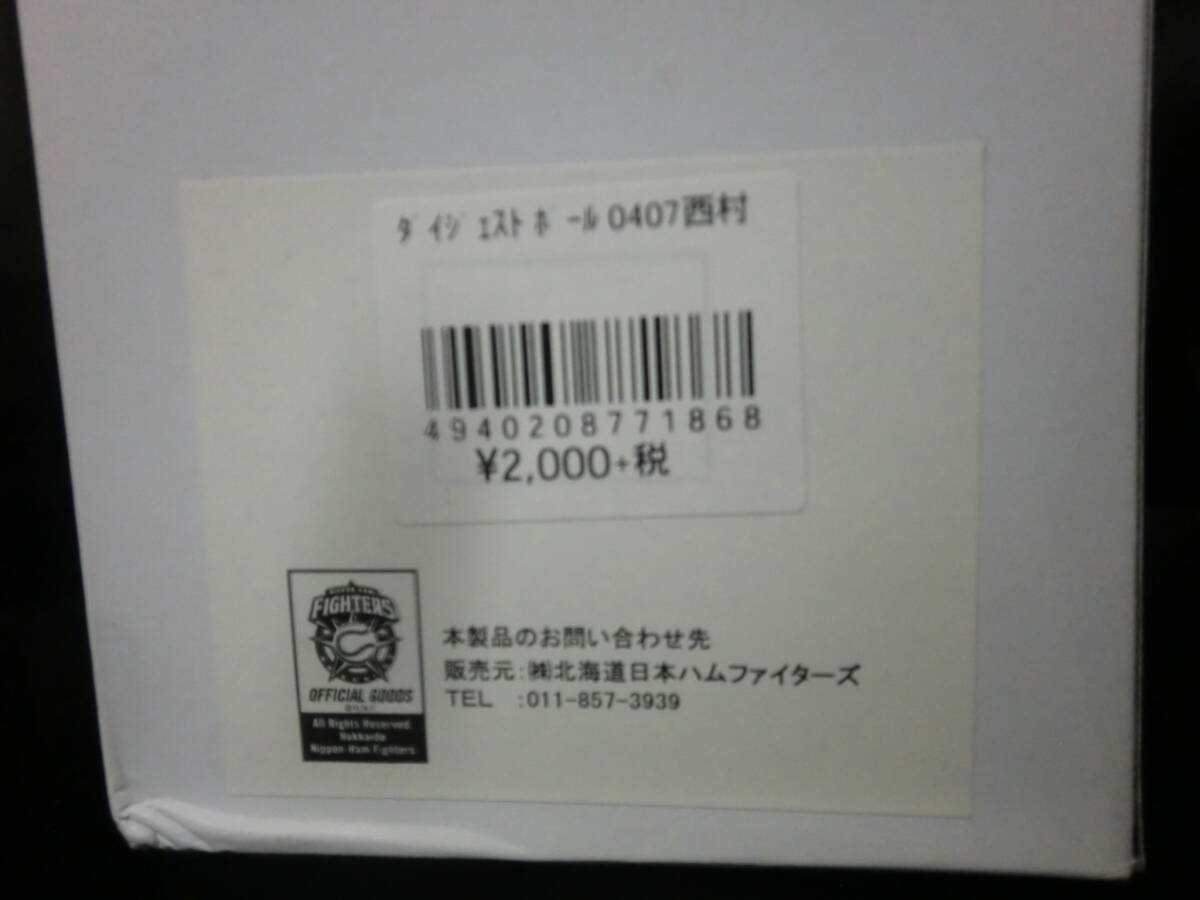 ﾀﾞｲｼﾞｪｽﾄﾎﾞｰﾙ0407西村
4940208771868
¥2,000+税
FIGHTERS
OFFICIAL GOODS
All Rights Reserved.
Hokkaido
Nippon-Ham Fighters
本製品のお問い合わせ先
販売元:㈱北海道日本ハムファイターズ
TEL :011-857-3939